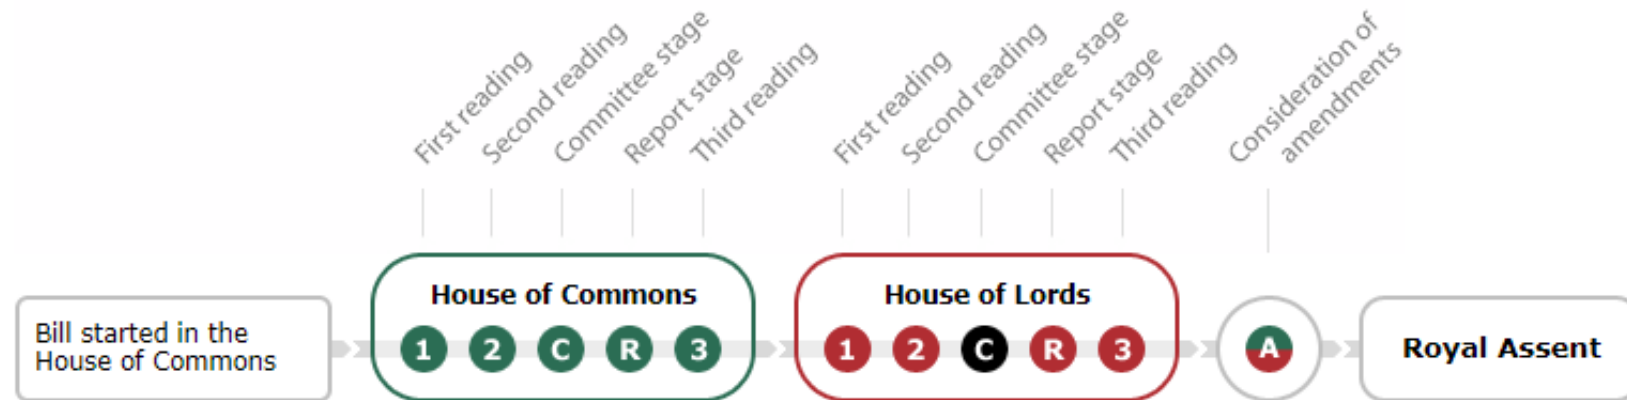 First reading
Second reading
Committee stage
Report stage
Third reading
First reading
Second reading
Committee stage
Report stage
Third reading
Consideration of
amendments
Bill started in the
House of Commons
House of Commons
1 2 C R 3
House of Lords
1 2 C R 3
A
Royal Assent